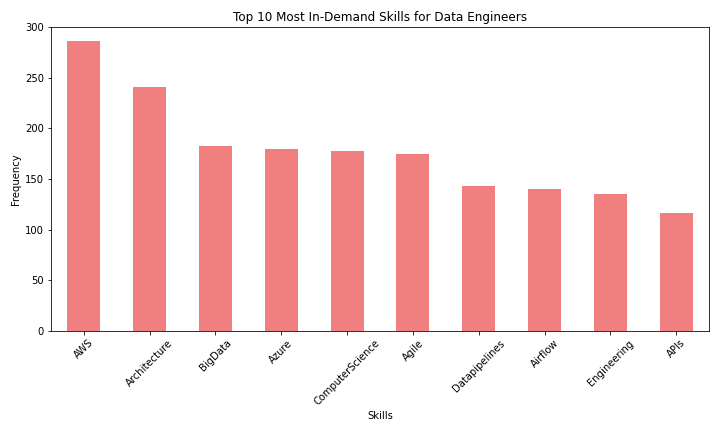 Top 10 Most In-Demand Skills for Data Engineers
Frequency
300
250
200
150
100
50
0
AWS
Architecture
BigData
Azure
ComputerScience
Agile
Datapipelines
Airflow
Engineering
APIs
Skills